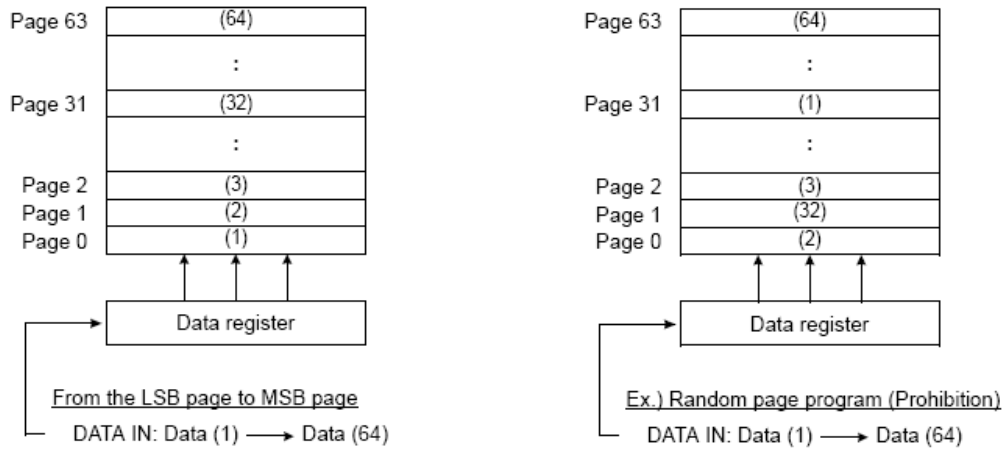 Page 63 (64)
:
Page 31 (32)
:
Page 2 (3)
Page 1 (2)
Page 0 (1)
Data register
From the LSB page to MSB page
DATA IN: Data (1) → Data (64)
Page 63 (64)
:
Page 31 (1)
:
Page 2 (3)
Page 1 (32)
Page 0 (2)
Data register
Ex.) Random page program (Prohibition)
DATA IN: Data (1) → Data (64)